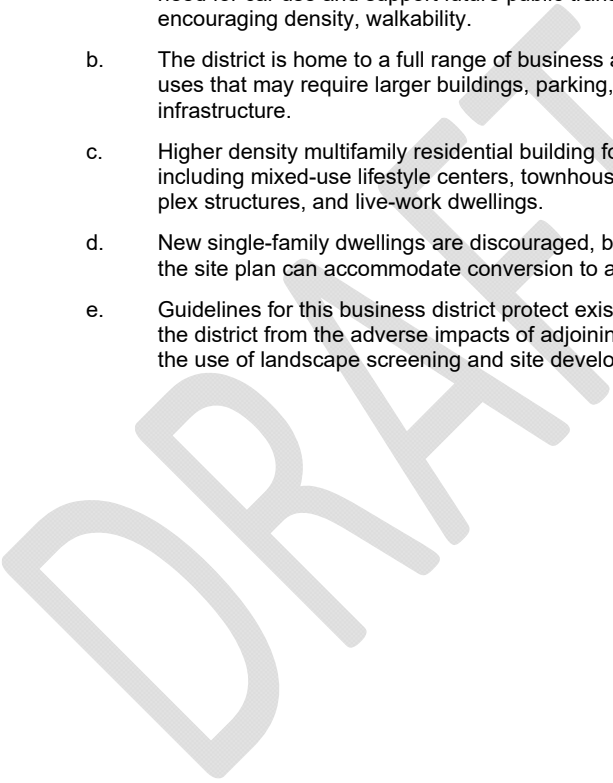 need for car use and support future public tran
encouraging density, walkability.
b. The district is home to a full range of business a
uses that may require larger buildings, parking,
infrastructure.
c. Higher density multifamily residential building fo
including mixed-use lifestyle centers, townhous
plex structures, and live-work dwellings.
d. New single-family dwellings are discouraged, b
the site plan can accommodate conversion to a
e. Guidelines for this business district protect exis
the district from the adverse impacts of adjoinin
the use of landscape screening and site develo
DRAFT